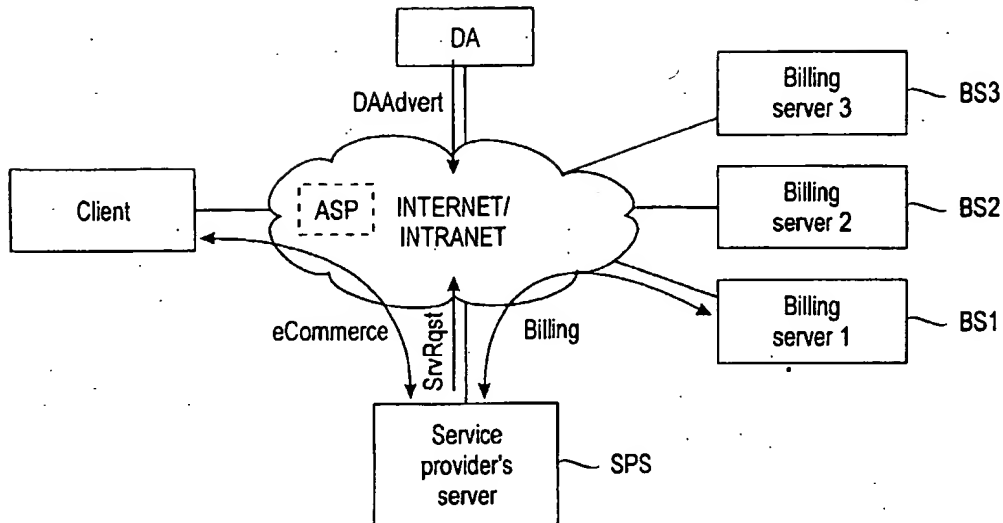 DA
DAAdvert
Billing
server 3
BS3
Client
ASP
INTERNET/
INTRANET
Billing
server 2
BS2
eCommerce
SrvRqst
Billing
Billing
server 1
BS1
Service
provider's
server
SPS